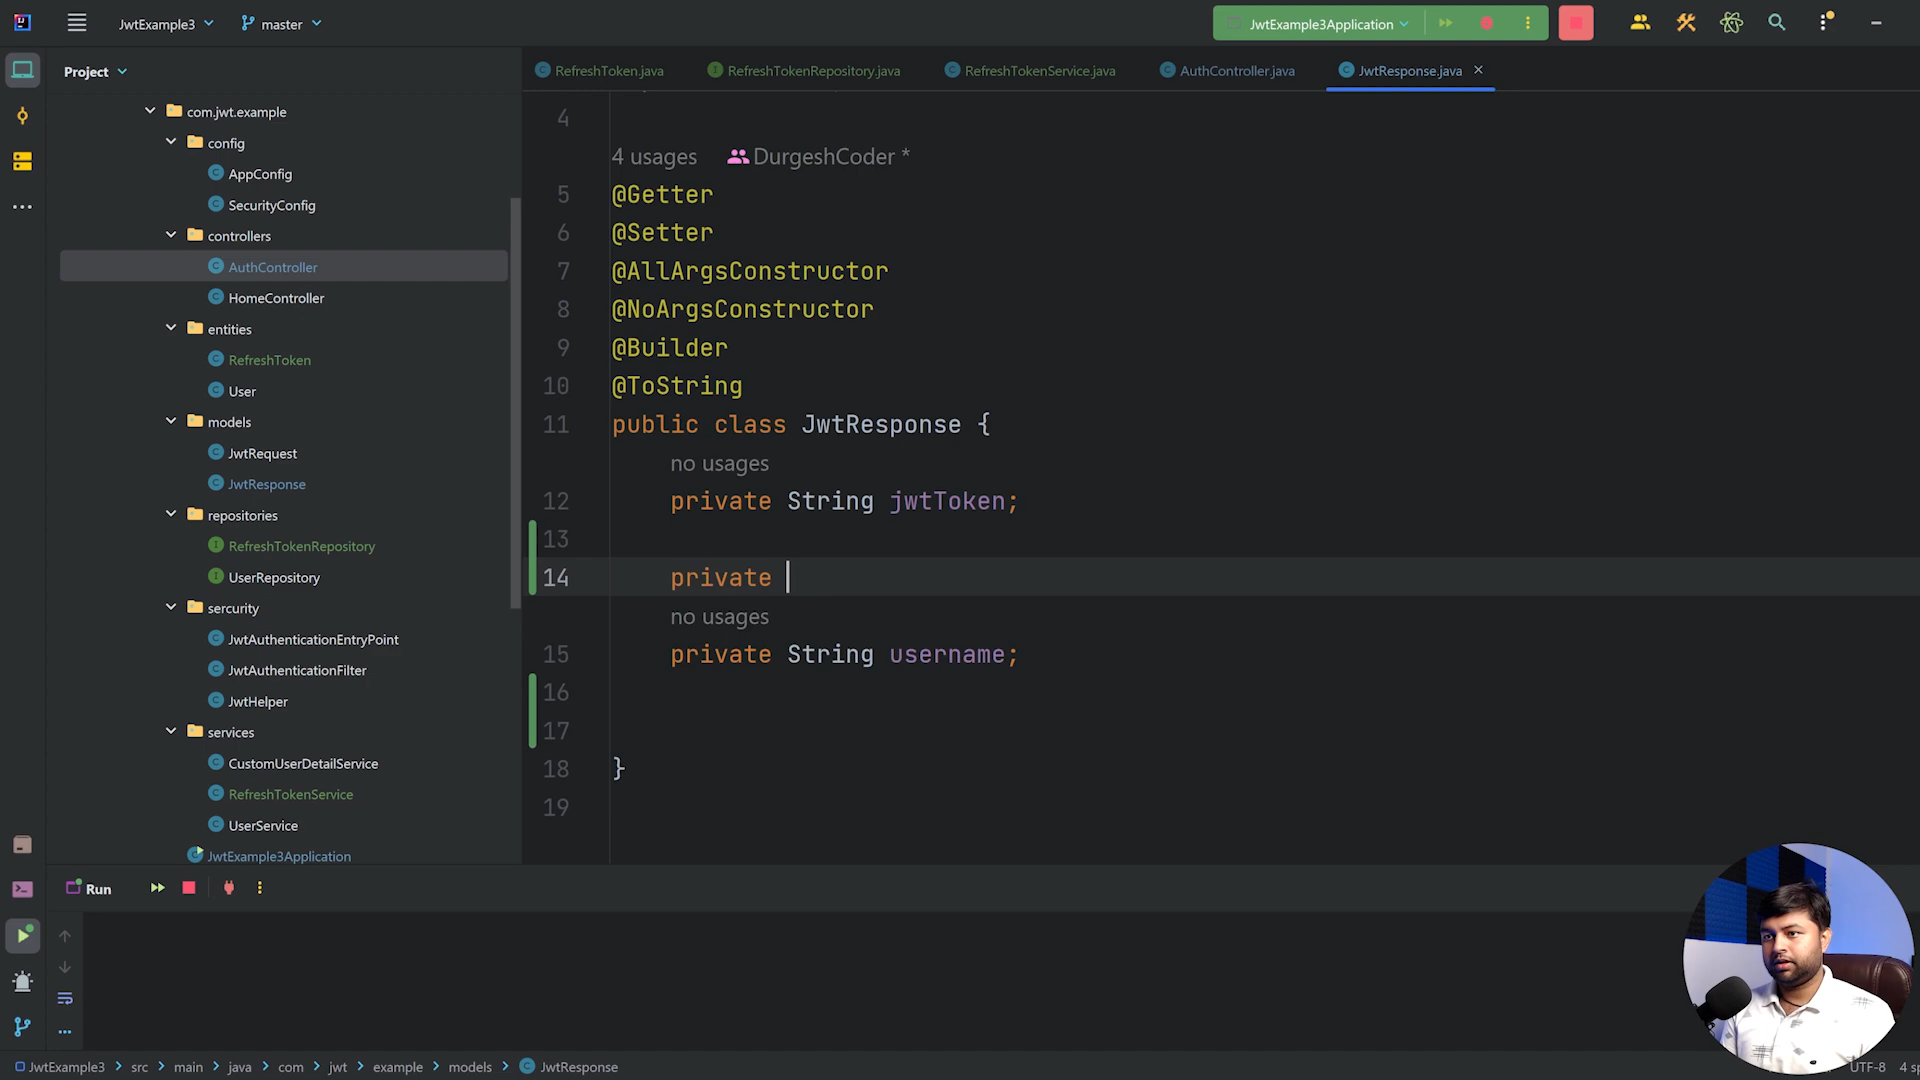 JwtExample3
master
JwtExample3Application
Project
RefreshToken.java
RefreshTokenRepository.java
RefreshTokenService.java
AuthController.java
JwtResponse.java
com.jwt.example
config
AppConfig
SecurityConfig
controllers
AuthController
HomeController
entities
RefreshToken
User
models
JwtRequest
JwtResponse
repositories
RefreshTokenRepository
UserRepository
sercurity
JwtAuthenticationEntryPoint
JwtAuthenticationFilter
JwtHelper
services
CustomUserDetailService
RefreshTokenService
UserService
JwtExample3Application
4
4 usages DurgeshCoder *
5 @Getter
6 @Setter
7 @AllArgsConstructor
8 @NoArgsConstructor
9 @Builder
10 @ToString
11 public class JwtResponse {
no usages
12 private String jwtToken;
13
14 private
no usages
15 private String username;
16
17
18 }
19
Run
JwtExample3 > src > main > java > com > jwt > example > models > JwtResponse
UTF-8 4 sp